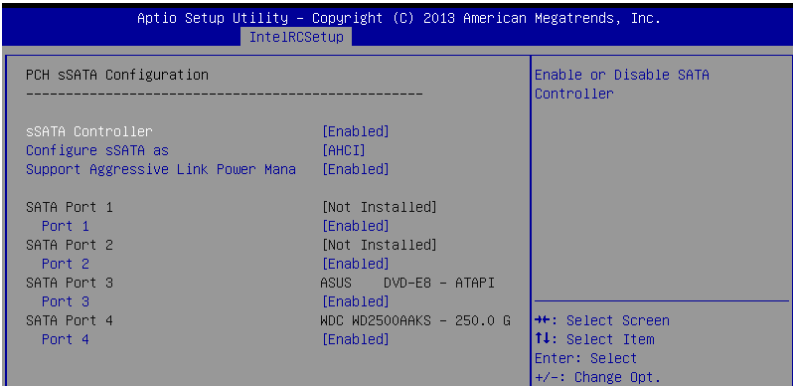 Aptio Setup Utility – Copyright (C) 2013 American Megatrends, Inc.
IntelRCSetup
PCH sSATA Configuration
--------------------------------------------------
sSATA Controller [Enabled]
Configure sSATA as [AHCI]
Support Aggressive Link Power Mana [Enabled]
SATA Port 1 [Not Installed]
Port 1 [Enabled]
SATA Port 2 [Not Installed]
Port 2 [Enabled]
SATA Port 3 ASUS DVD-E8 - ATAPI
Port 3 [Enabled]
SATA Port 4 WDC WD2500AAKS - 250.0 G
Port 4 [Enabled]
Enable or Disable SATA
Controller
→←: Select Screen
↑↓: Select Item
Enter: Select
+/-: Change Opt.